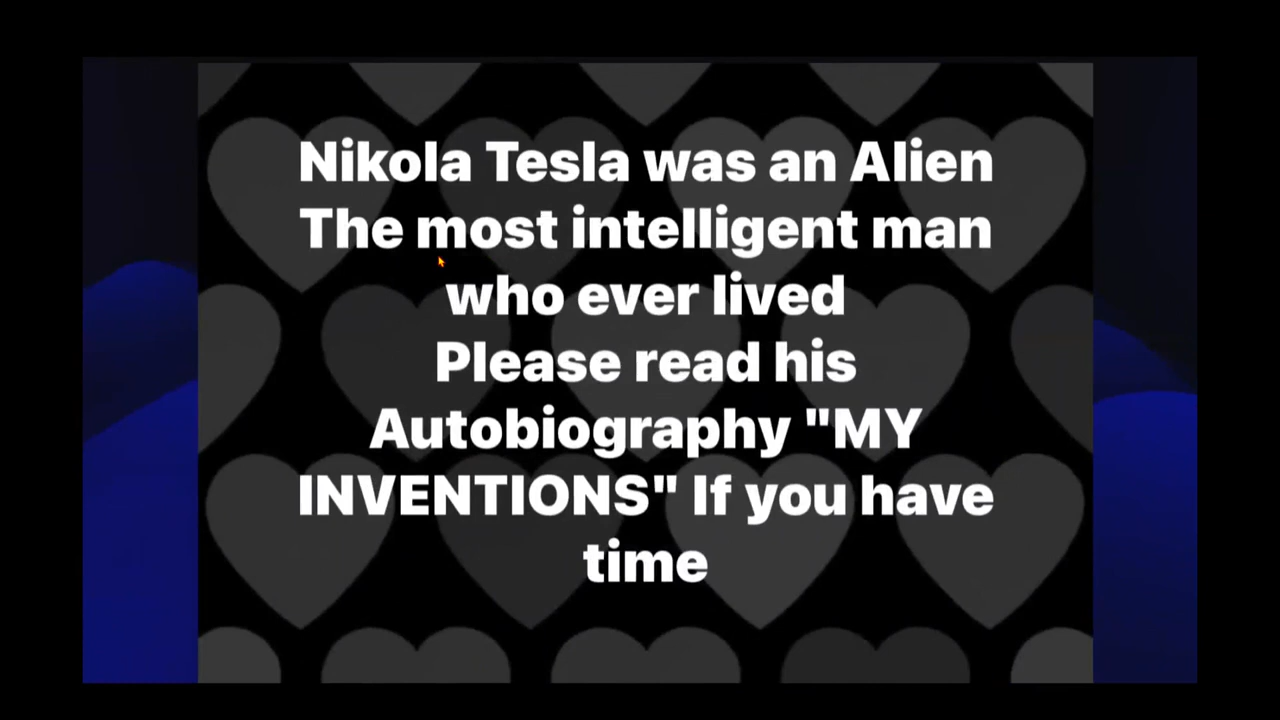 Nikola Tesla was an Alien
The most intelligent man
who ever lived
Please read his
Autobiography "MY
INVENTIONS" If you have
time